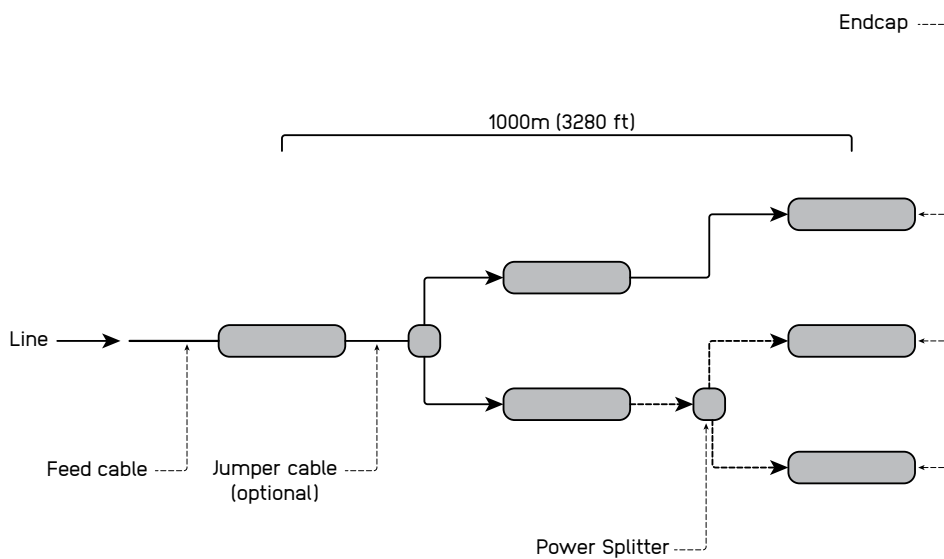 Endcap
1000m (3280 ft)
Line
Feed cable
Jumper cable
(optional)
Power Splitter